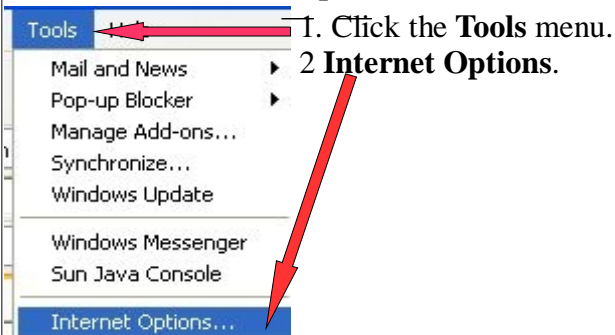 Tools
1. Click the Tools menu.
Mail and News
2 Internet Options.
Pop-up Blocker
Manage Add-ons...
Synchronize...
Windows Update
Windows Messenger
Sun Java Console
Internet Options...